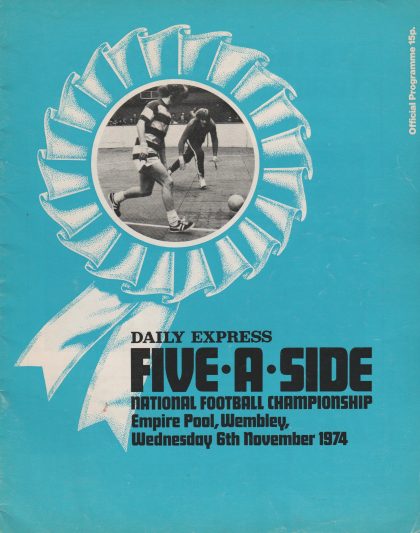 Official Programme 15p.
DAILY EXPRESS
FIVE·A·SIDE
NATIONAL FOOTBALL CHAMPIONSHIP
Empire Pool, Wembley,
Wednesday 6th November 1974